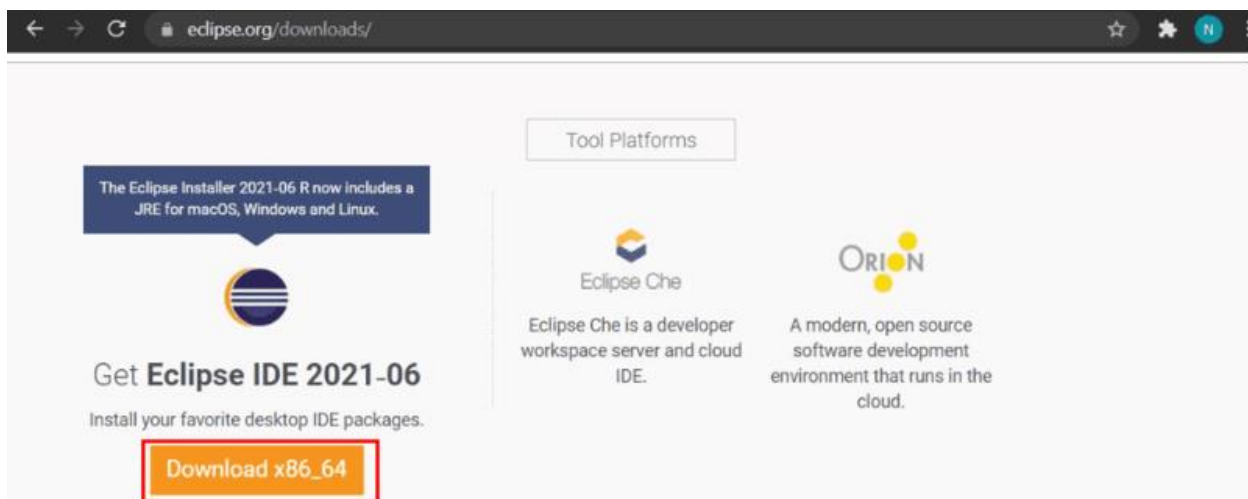 eclipse.org/downloads/
N
Tool Platforms
The Eclipse Installer 2021-06 R now includes a
JRE for macOS, Windows and Linux.
Get Eclipse IDE 2021-06
Install your favorite desktop IDE packages.
Download x86_64
Eclipse Che
Eclipse Che is a developer
workspace server and cloud
IDE.
ORION
A modern, open source
software development
environment that runs in the
cloud.